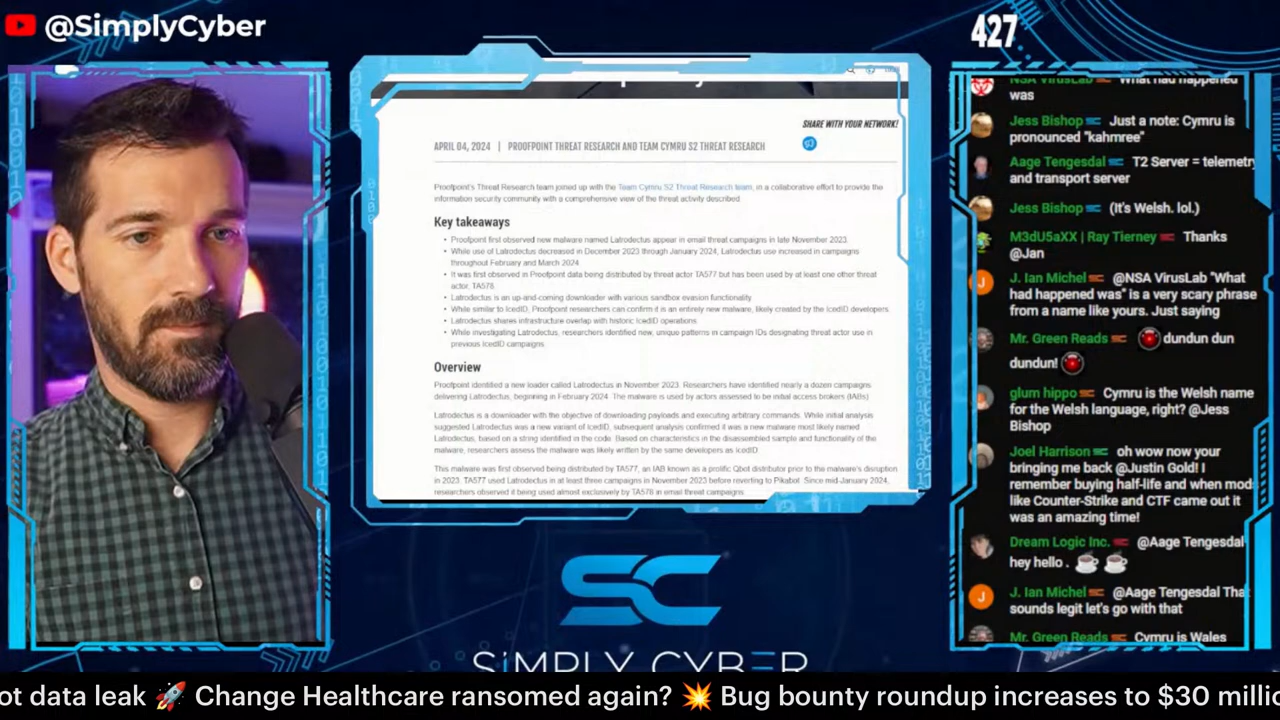 @SimplyCyber
427
SHARE WITH YOUR NETWORK!
APRIL 04, 2024 | PROOFPOINT THREAT RESEARCH AND TEAM CYMRU S2 THREAT RESEARCH
Proofpoint's Threat Research team joined up with the Team Cymru S2 Threat Research team, in a collaborative effort to provide the
information security community with a comprehensive view of the threat activity described.
Key takeaways
• Proofpoint first observed new malware named Latrodectus appear in email threat campaigns in late November 2023.
• While use of Latrodectus decreased in December 2023 through January 2024, Latrodectus use increased in campaigns
throughout February and March 2024.
• It was first observed in Proofpoint data being distributed by threat actor TA577 but has been used by at least one other threat
actor, TA578.
• Latrodectus is an up-and-coming downloader with various sandbox evasion functionality.
• While similar to IcedID, Proofpoint researchers can confirm it is an entirely new malware, likely created by the IcedID developers.
• Latrodectus shares infrastructure overlap with historic IcedID operations.
• While investigating Latrodectus, researchers identified new, unique patterns in campaign IDs designating threat actor use in
previous IcedID campaigns.
Overview
Proofpoint identified a new loader called Latrodectus in November 2023. Researchers have identified nearly a dozen campaigns
delivering Latrodectus, beginning in February 2024. The malware is used by actors assessed to be initial access brokers (IABs).
Latrodectus is a downloader with the objective of downloading payloads and executing arbitrary commands. While initial analysis
suggested Latrodectus was a new variant of IcedID, subsequent analysis confirmed it was a new malware most likely named
Latrodectus, based on a string identified in the code. Based on characteristics in the disassembled sample and functionality of the
malware, researchers assess the malware was likely written by the same developers as IcedID.
This malware was first observed being distributed by TA577, an IAB known as a prolific Qbot distributor prior to the malware's disruption
in 2023. TA577 used Latrodectus in at least three campaigns in November 2023 before reverting to Pikabot. Since mid-January 2024,
researchers observed it being used almost exclusively by TA578 in email threat campaigns.
NSA VirusLab What had happened
was
Jess Bishop Just a note: Cymru is
pronounced "kahmree"
Aage Tengesdal T2 Server = telemetry
and transport server
Jess Bishop (It's Welsh. lol.)
M3dU5aXX | Ray Tierney Thanks
@Jan
J. Ian Michel @NSA VirusLab "What
had happened was" is a very scary phrase
from a name like yours. Just saying
Mr. Green Reads dundun dun
dundun!
glum hippo Cymru is the Welsh name
for the Welsh language, right? @Jess
Bishop
Joel Harrison oh wow now your
bringing me back @Justin Gold! I
remember buying half-life and when mod
like Counter-Strike and CTF came out it
was an amazing time!
Dream Logic Inc. @Aage Tengesdal
hey hello . ☕ ☕
J. Ian Michel @Aage Tengesdal Tha
sounds legit let's go with that
Mr. Green Reads Cymru is Wales
SC
SIMPLY CYBER
ot data leak 🚀 Change Healthcare ransomed again? 💥 Bug bounty roundup increases to $30 millio